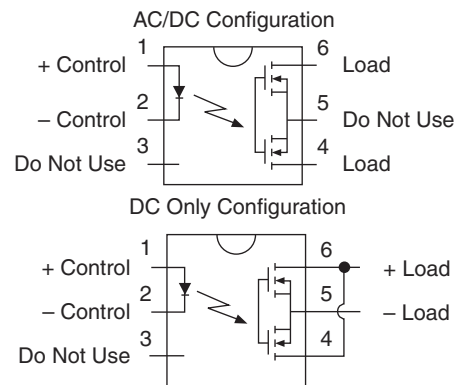 AC/DC Configuration
1
6
+ Control
Load
2
5
– Control
Do Not Use
3
4
Do Not Use
Load
DC Only Configuration
1
6
+ Control
+ Load
2
5
– Control
– Load
3
4
Do Not Use